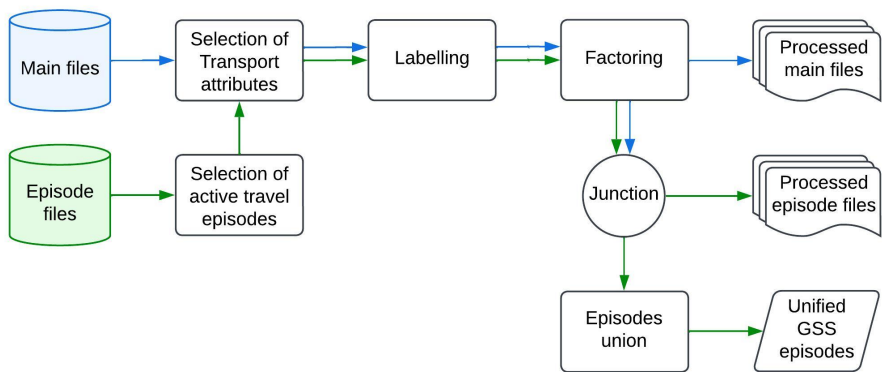 Main files
Selection of
Transport
attributes
Labelling
Factoring
Processed
main files
Episode
files
Selection of
active travel
episodes
Junction
Processed
episode files
Episodes
union
Unified
GSS
episodes